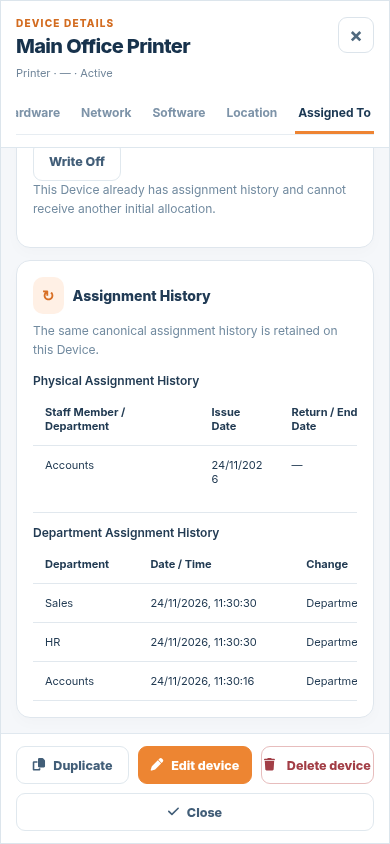 DEVICE DETAILS
Main Office Printer
Printer · — · Active
ardware Network Software Location Assigned To
Write Off
This Device already has assignment history and cannot
receive another initial allocation.
Assignment History
The same canonical assignment history is retained on
this Device.
Physical Assignment History
Staff Member / Issue Return / End
Department Date Date
Accounts 24/11/202 —
6
Department Assignment History
Department Date / Time Change
Sales 24/11/2026, 11:30:30 Departme
HR 24/11/2026, 11:30:30 Departme
Accounts 24/11/2026, 11:30:16 Departme
Duplicate Edit device Delete device
Close